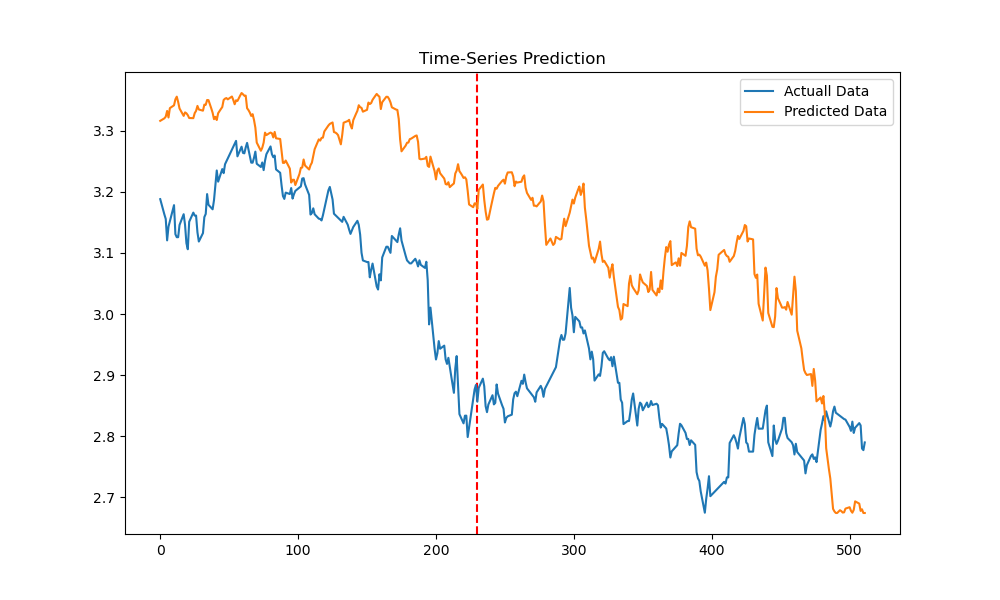 Time-Series Prediction
Actuall Data
Predicted Data
3.3
3.2
3.1
3.0
2.9
2.8
2.7
0 100 200 300 400 500